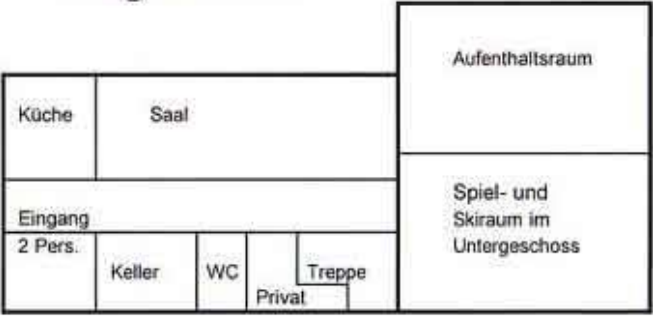 Aufenthaltsraum
Küche
Saal
Spiel- und
Skiraum im
Untergeschoss
Eingang
2 Pers.
Keller
WC
Treppe
Privat